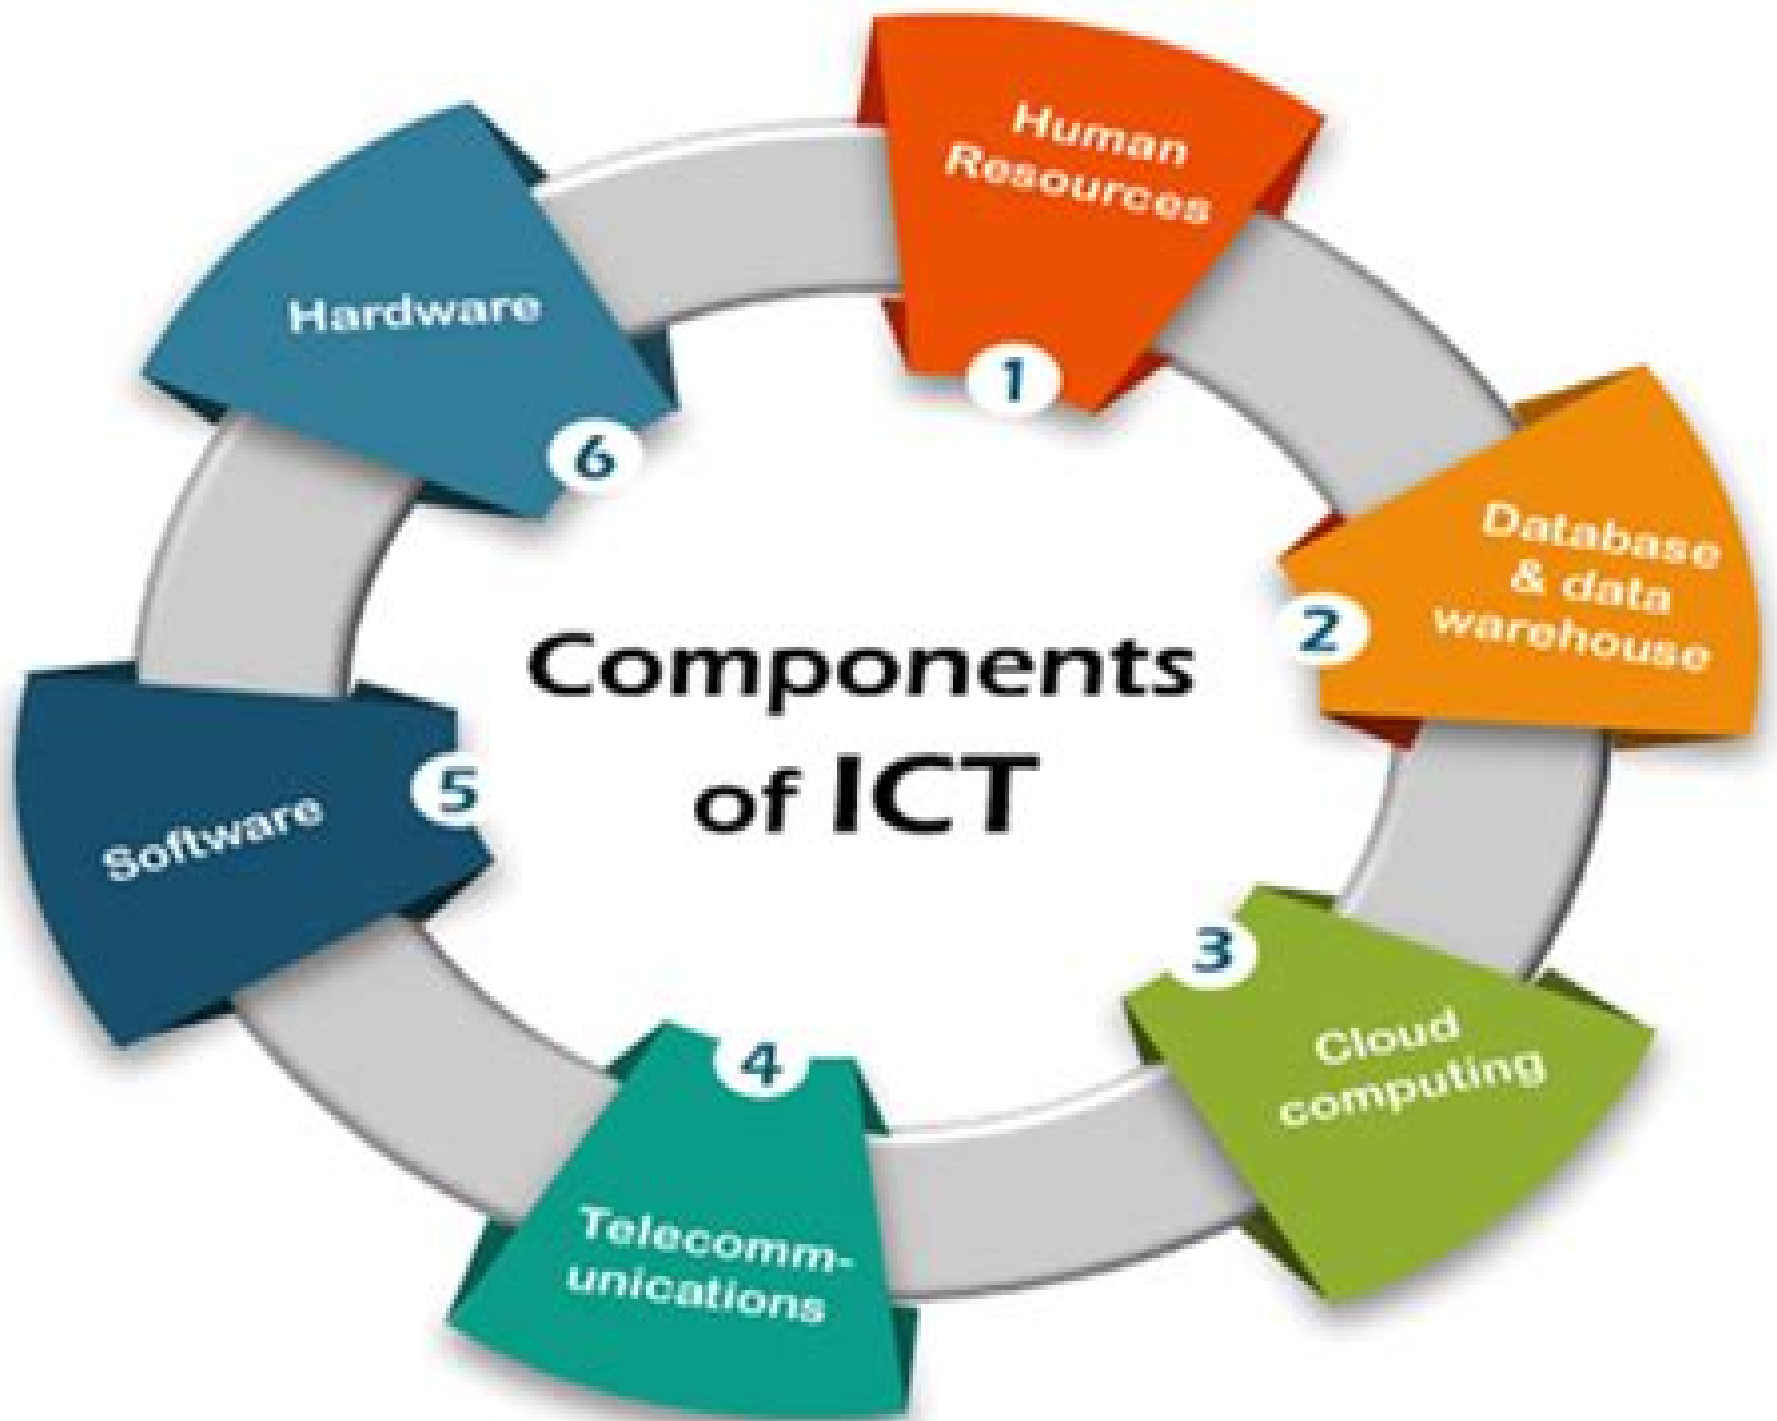 Human
Resources
1
Database
& data
warehouse
2
3
Cloud
computing
4
Telecomm-
unications
5
Software
Hardware
6
Components
of ICT